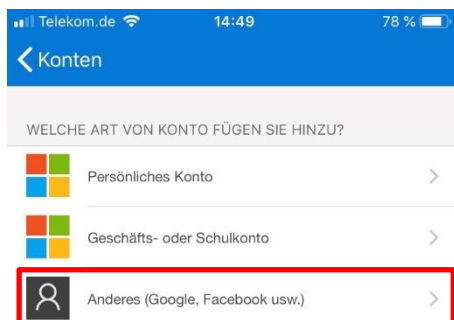 Telekom.de 14:49 78 %
Konten
WELCHE ART VON KONTO FÜGEN SIE HINZU?
Persönliches Konto
Geschäfts- oder Schulkonto
Anderes (Google, Facebook usw.)